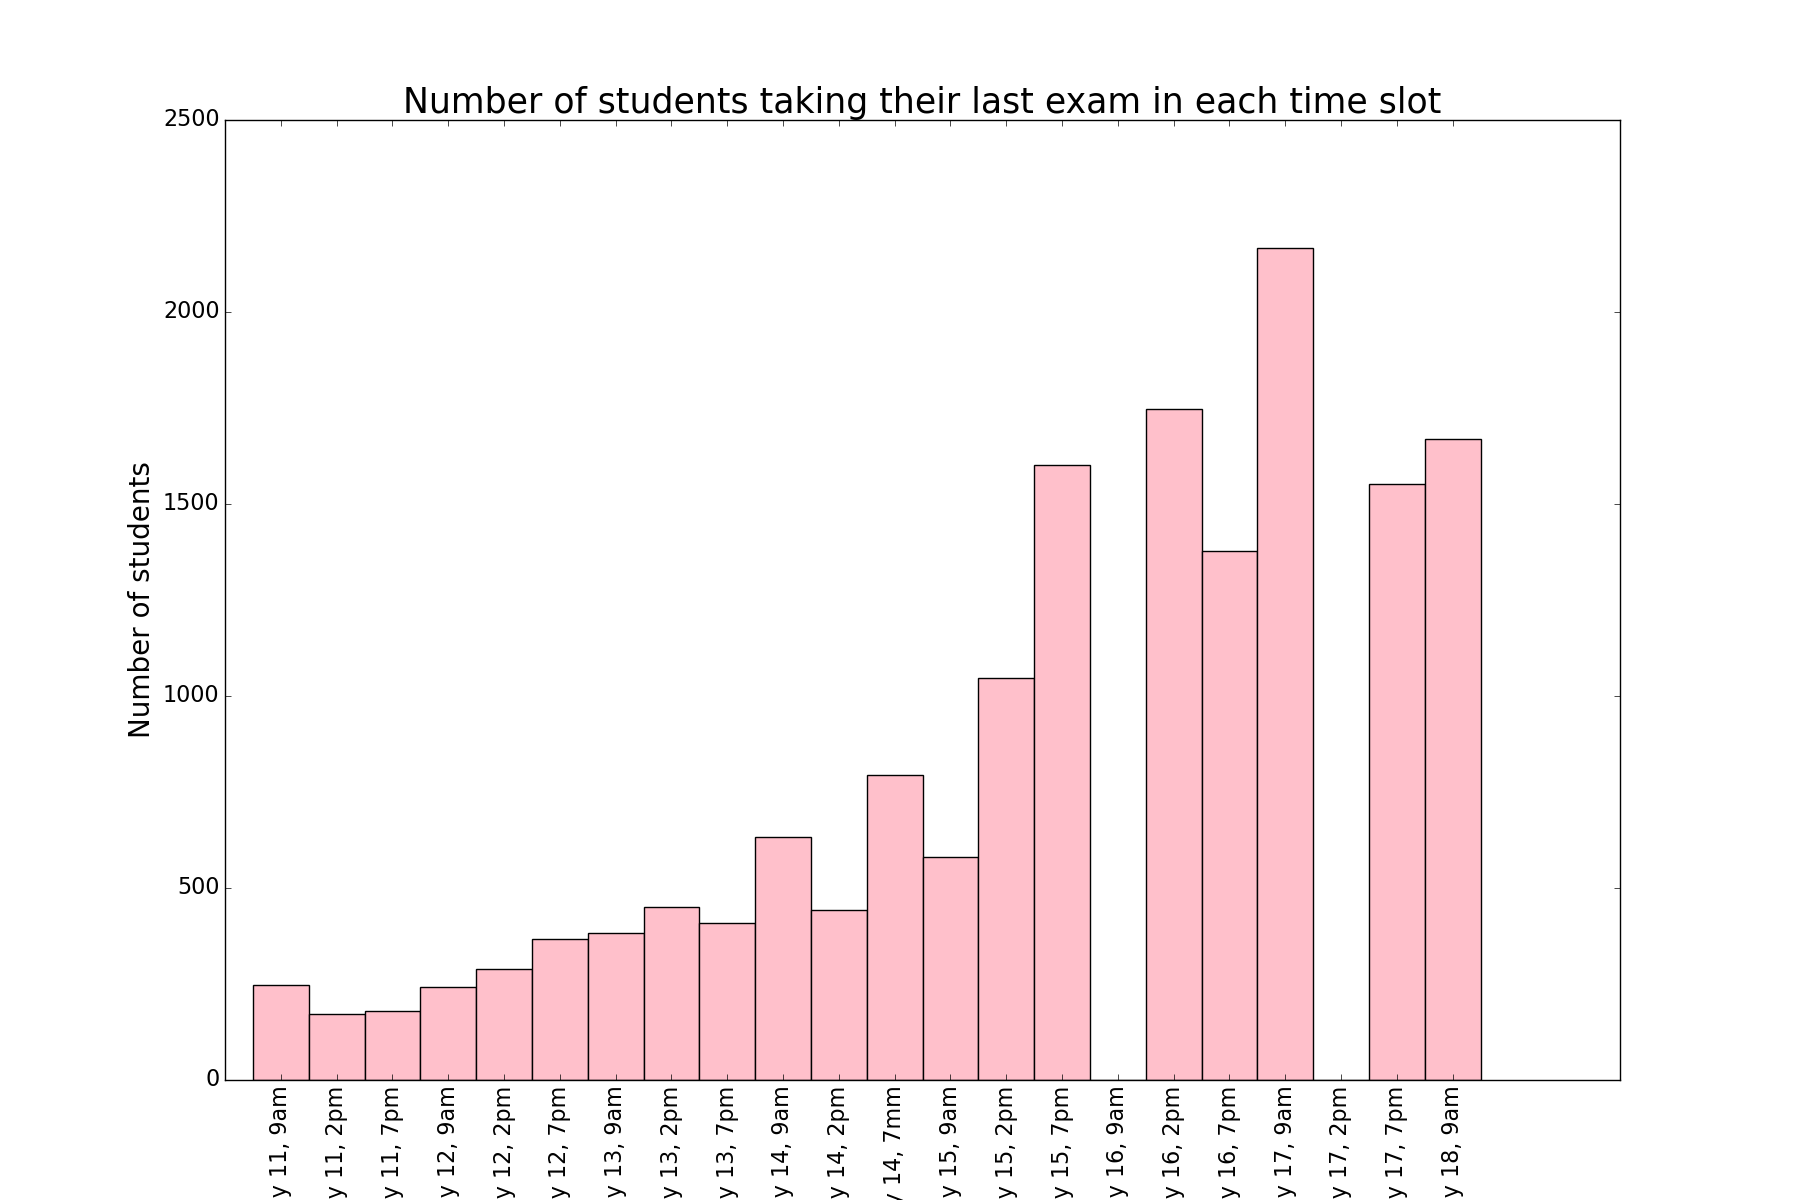 Number of students taking their last exam in each time slot
Number of students
2500
2000
1500
1000
500
0
y 11, 9am
y 11, 2pm
y 11, 7pm
y 12, 9am
y 12, 2pm
y 12, 7pm
y 13, 9am
y 13, 2pm
y 13, 7pm
y 14, 9am
y 14, 2pm
y 14, 7mm
y 15, 9am
y 15, 2pm
y 15, 7pm
y 16, 9am
y 16, 2pm
y 16, 7pm
y 17, 9am
y 17, 2pm
y 17, 7pm
y 18, 9am